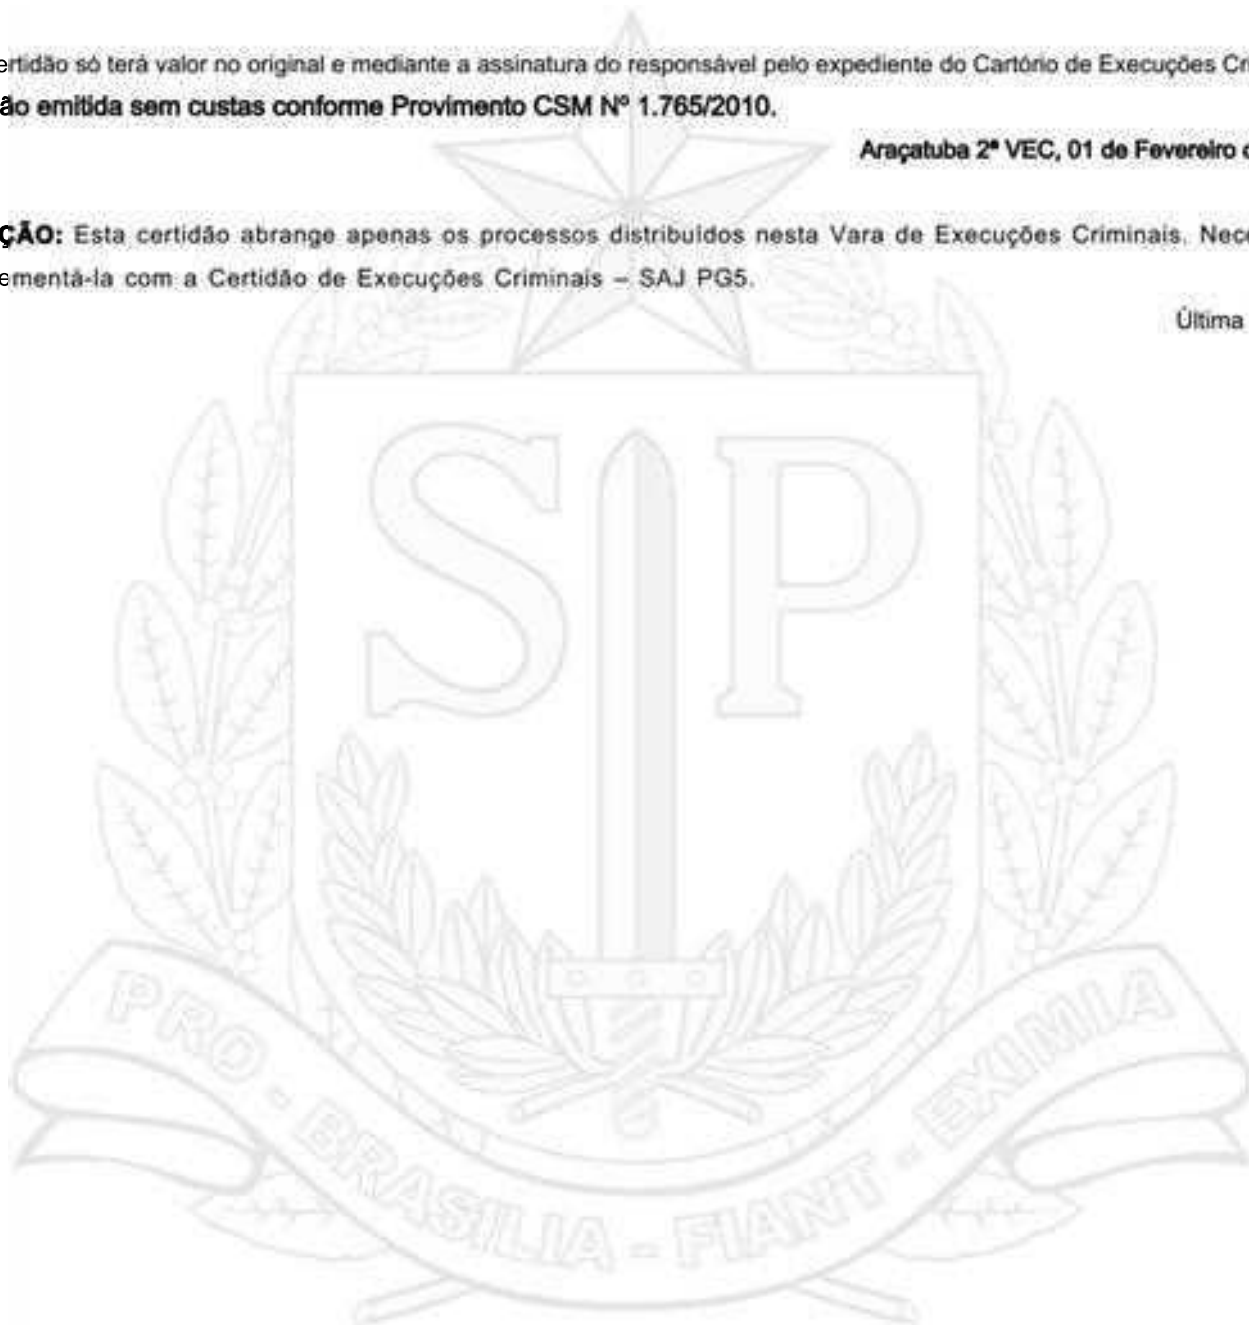 ertidão só terá valor no original e mediante a assinatura do responsável pelo expediente do Cartório de Execuções Cri
ão emitida sem custas conforme Provimento CSM Nº 1.765/2010.
Araçatuba 2ª VEC, 01 de Fevereiro d
ÇÃO: Esta certidão abrange apenas os processos distribuídos nesta Vara de Execuções Criminais. Nece
ementá-la com a Certidão de Execuções Criminais – SAJ PG5.
Última
SP
PRO - BRASILIA - FIANT - EXIMIA